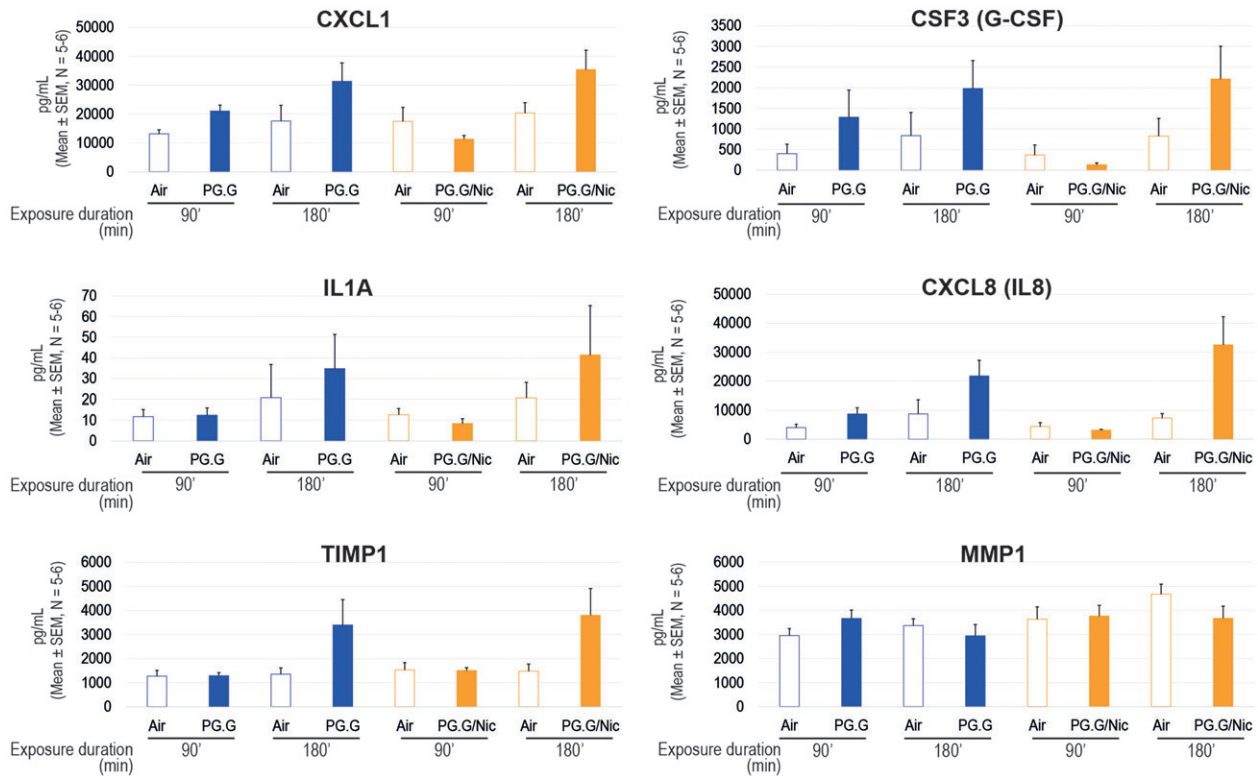 CXCL1
pg/mL
(Mean ± SEM, N = 5-6)
50000
40000
30000
20000
10000
0
Air PG.G Air PG.G Air PG.G/Nic Air PG.G/Nic
Exposure duration
(min)
90' 180' 90' 180'
CSF3 (G-CSF)
pg/mL
(Mean ± SEM, N = 5-6)
3500
3000
2500
2000
1500
1000
500
0
Air PG.G Air PG.G Air PG.G/Nic Air PG.G/Nic
Exposure duration
(min)
90' 180' 90' 180'
IL1A
pg/mL
(Mean ± SEM, N = 5-6)
70
60
50
40
30
20
10
0
Air PG.G Air PG.G Air PG.G/Nic Air PG.G/Nic
Exposure duration
(min)
90' 180' 90' 180'
CXCL8 (IL8)
pg/mL
(Mean ± SEM, N = 5-6)
50000
40000
30000
20000
10000
0
Air PG.G Air PG.G Air PG.G/Nic Air PG.G/Nic
Exposure duration
(min)
90' 180' 90' 180'
TIMP1
pg/mL
(Mean ± SEM, N = 5-6)
6000
5000
4000
3000
2000
1000
0
Air PG.G Air PG.G Air PG.G/Nic Air PG.G/Nic
Exposure duration
(min)
90' 180' 90' 180'
MMP1
pg/mL
(Mean ± SEM, N = 5-6)
6000
5000
4000
3000
2000
1000
0
Air PG.G Air PG.G Air PG.G/Nic Air PG.G/Nic
Exposure duration
(min)
90' 180' 90' 180'